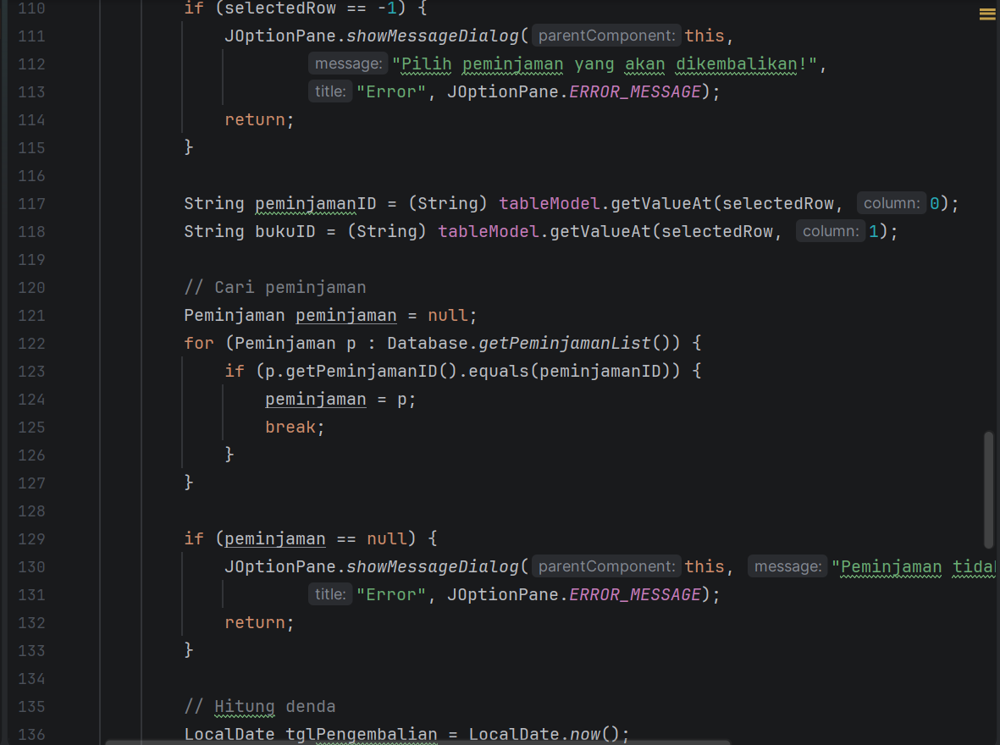 110 if (selectedRow == -1) {
111 JOptionPane.showMessageDialog( parentComponent: this,
112 message: "Pilih peminjaman yang akan dikembalikan!",
113 title: "Error", JOptionPane.ERROR_MESSAGE);
114 return;
115 }
116
117 String peminjamanID = (String) tableModel.getValueAt(selectedRow, column: 0);
118 String bukuID = (String) tableModel.getValueAt(selectedRow, column: 1);
119
120 // Cari peminjaman
121 Peminjaman peminjaman = null;
122 for (Peminjaman p : Database.getPeminjamanList()) {
123 if (p.getPeminjamanID().equals(peminjamanID)) {
124 peminjaman = p;
125 break;
126 }
127 }
128
129 if (peminjaman == null) {
130 JOptionPane.showMessageDialog( parentComponent: this, message: "Peminjaman
131 title: "Error", JOptionPane.ERROR_MESSAGE);
132 return;
133 }
134
135 // Hitung denda
136 LocalDate tglPengembalian = LocalDate.now();